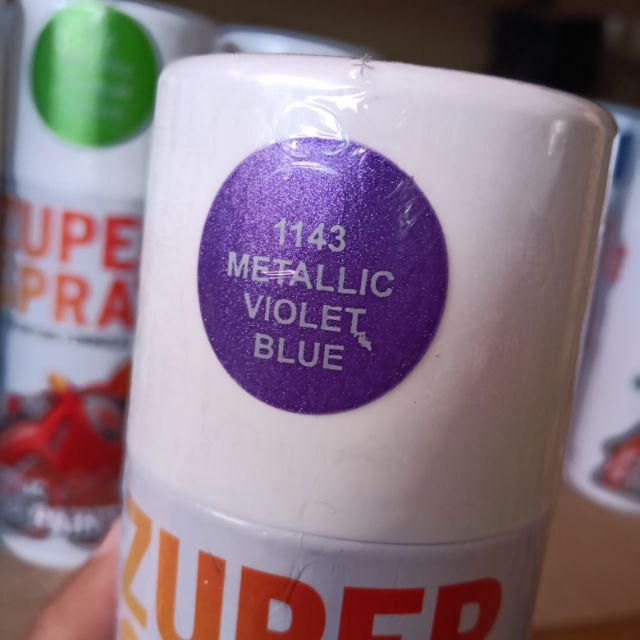 1143
METALLIC
VIOLET
BLUE
ZUPER
ZUPE
SPRA